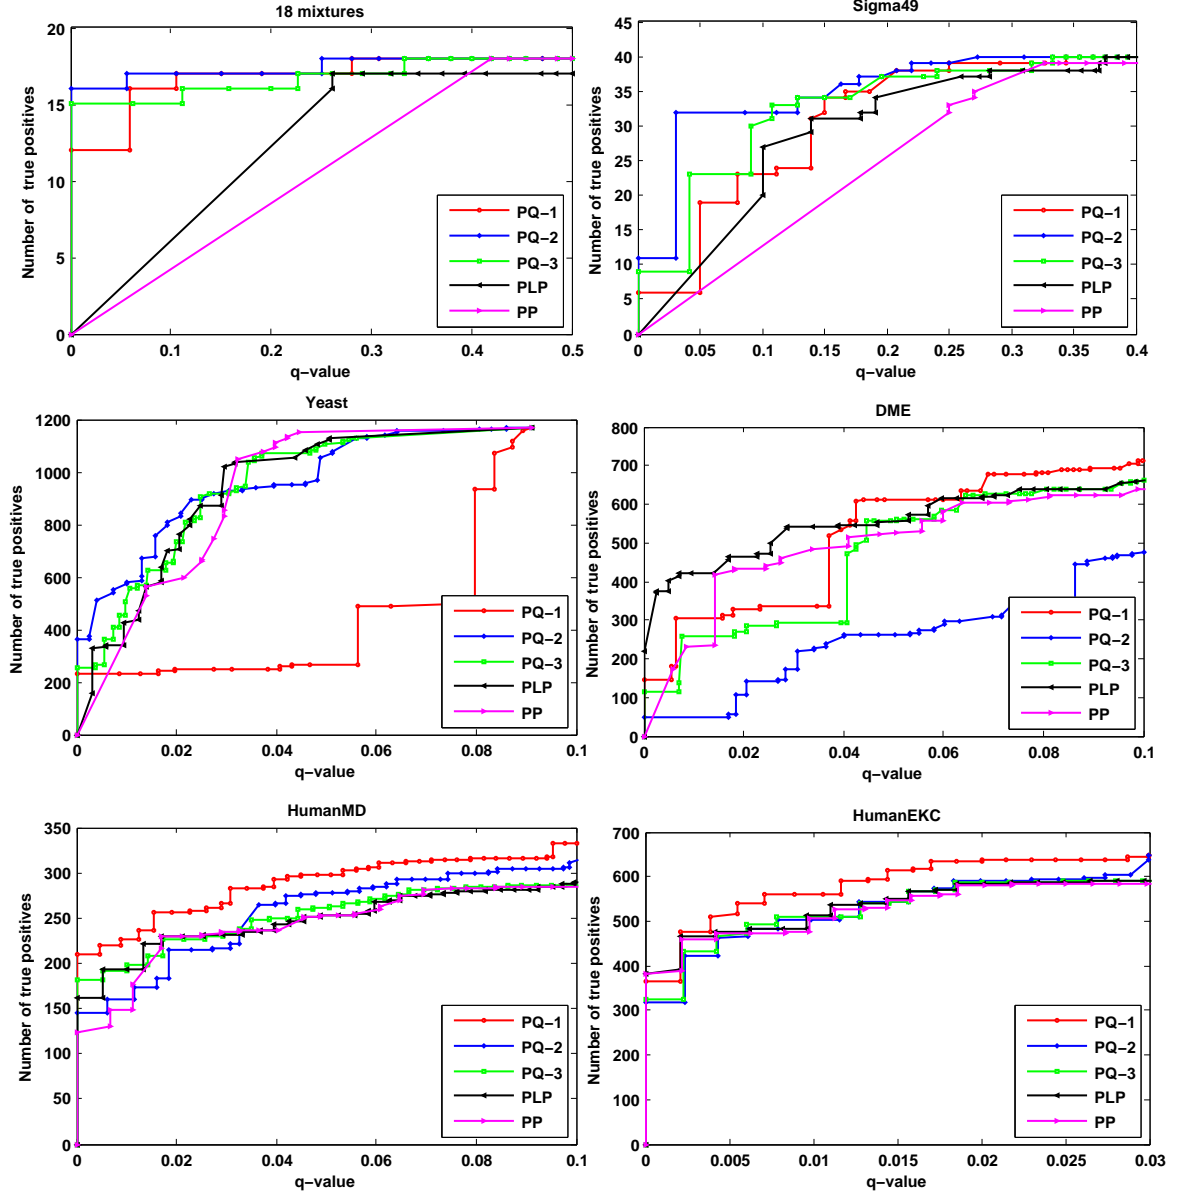 18 mixtures
Number of true positives
20
15
10
5
0
0 0.1 0.2 0.3 0.4 0.5
q−value
PQ−1
PQ−2
PQ−3
PLP
PP
Sigma49
Number of true positives
45
40
35
30
25
20
15
10
5
0
0 0.05 0.1 0.15 0.2 0.25 0.3 0.35 0.4
q−value
PQ−1
PQ−2
PQ−3
PLP
PP
Yeast
Number of true positives
1200
1000
800
600
400
200
0
0 0.02 0.04 0.06 0.08 0.1
q−value
PQ−1
PQ−2
PQ−3
PLP
PP
DME
Number of true positives
800
700
600
500
400
300
200
100
0
0 0.02 0.04 0.06 0.08 0.1
q−value
PQ−1
PQ−2
PQ−3
PLP
PP
HumanMD
Number of true positives
350
300
250
200
150
100
50
0
0 0.02 0.04 0.06 0.08 0.1
q−value
PQ−1
PQ−2
PQ−3
PLP
PP
HumanEKC
Number of true positives
700
600
500
400
300
200
100
0
0 0.005 0.01 0.015 0.02 0.025 0.03
q−value
PQ−1
PQ−2
PQ−3
PLP
PP